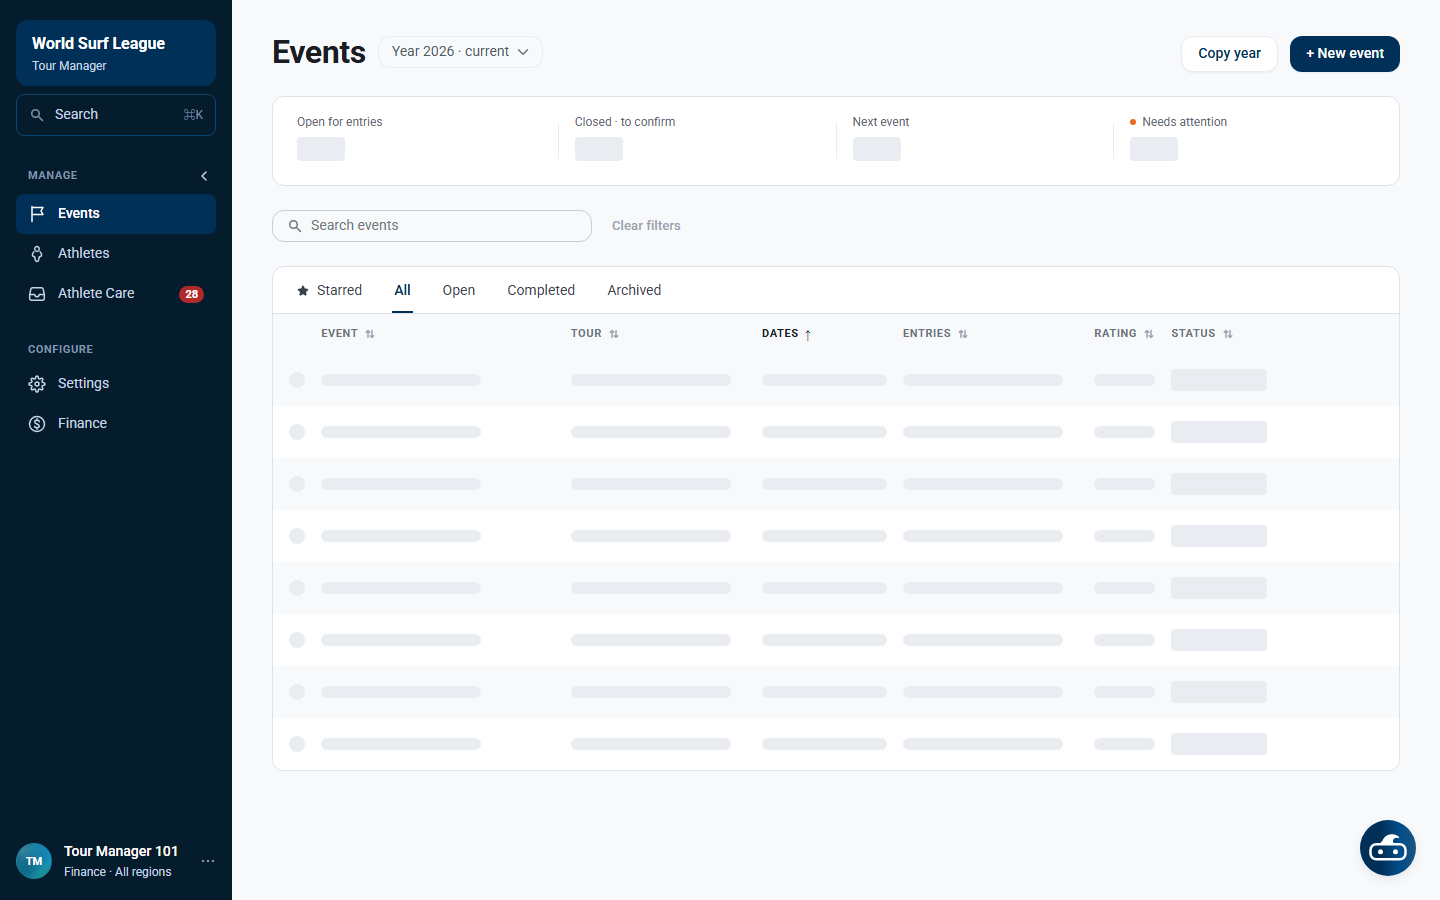 World Surf League
Tour Manager
Search ⌘K
MANAGE
Events
Athletes
Athlete Care 28
CONFIGURE
Settings
Finance
TM
Tour Manager 101
Finance · All regions
Events Year 2026 · current
Copy year + New event
Open for entries Closed · to confirm Next event Needs attention
Search events Clear filters
Starred All Open Completed Archived
EVENT TOUR DATES ↑ ENTRIES RATING STATUS